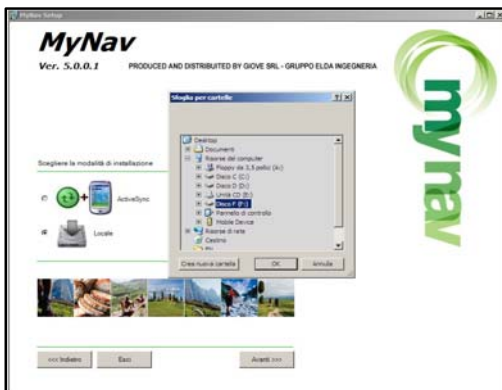 MyNav Setup
MyNav
Ver. 5.0.0.1 PRODUCED AND DISTRIBUITED BY GIOVE SRL - GRUPPO ELDA INGEGNERIA
mynav
Sfoglia per cartelle
Desktop
Documenti
Risorse del computer
Floppy da 3,5 pollici (A:)
Disco C (C:)
Disco D (D:)
Unità CD (E:)
Disco F (F:)
Pannello di controllo
Mobile Device
Risorse di rete
Cestino
Crea nuova cartella OK Annulla
Scegliere la modalità di installazione
ActiveSync
Locale
<<< Indietro Esci Avanti >>>